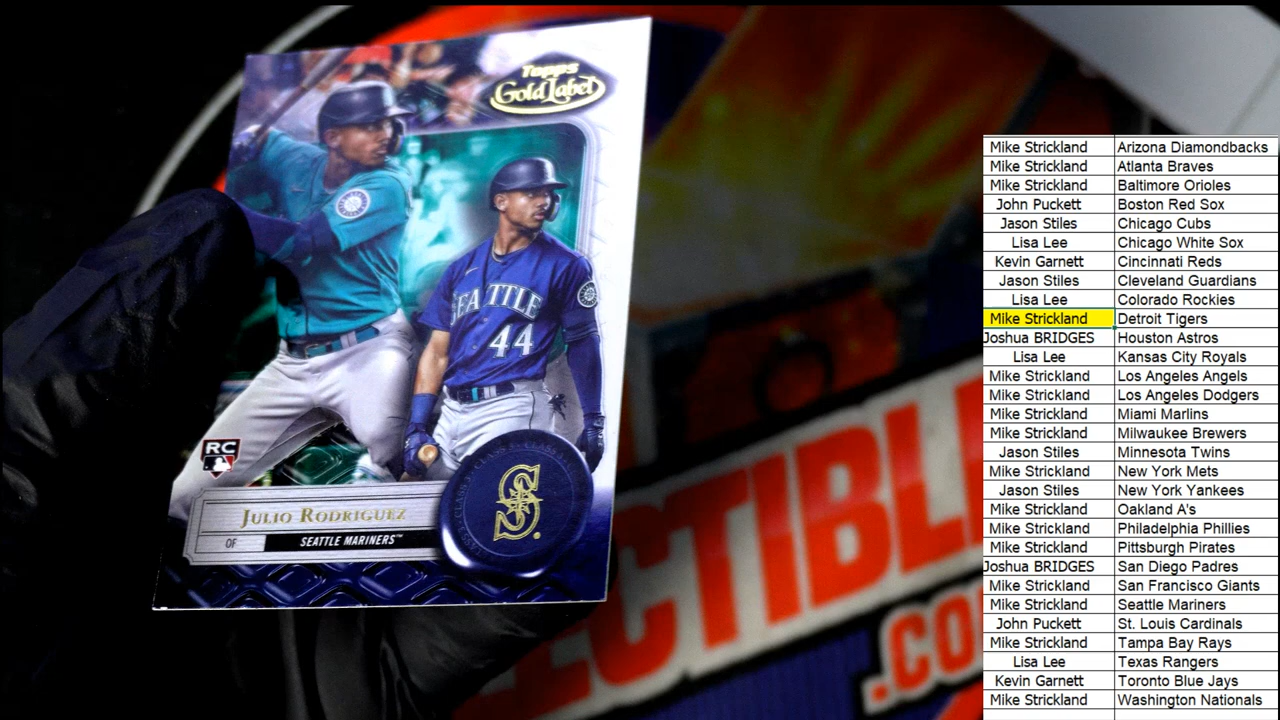 Topps
Gold Label
SEATTLE
44
RC
JULIO RODRIGUEZ
OF
SEATTLE MARINERS™
S
CLASS 1
ECTIBL
.CO
Mike Strickland Arizona Diamondbacks
Mike Strickland Atlanta Braves
Mike Strickland Baltimore Orioles
John Puckett Boston Red Sox
Jason Stiles Chicago Cubs
Lisa Lee Chicago White Sox
Kevin Garnett Cincinnati Reds
Jason Stiles Cleveland Guardians
Lisa Lee Colorado Rockies
Mike Strickland Detroit Tigers
Joshua BRIDGES Houston Astros
Lisa Lee Kansas City Royals
Mike Strickland Los Angeles Angels
Mike Strickland Los Angeles Dodgers
Mike Strickland Miami Marlins
Mike Strickland Milwaukee Brewers
Jason Stiles Minnesota Twins
Mike Strickland New York Mets
Jason Stiles New York Yankees
Mike Strickland Oakland A's
Mike Strickland Philadelphia Phillies
Mike Strickland Pittsburgh Pirates
Joshua BRIDGES San Diego Padres
Mike Strickland San Francisco Giants
Mike Strickland Seattle Mariners
John Puckett St. Louis Cardinals
Mike Strickland Tampa Bay Rays
Lisa Lee Texas Rangers
Kevin Garnett Toronto Blue Jays
Mike Strickland Washington Nationals